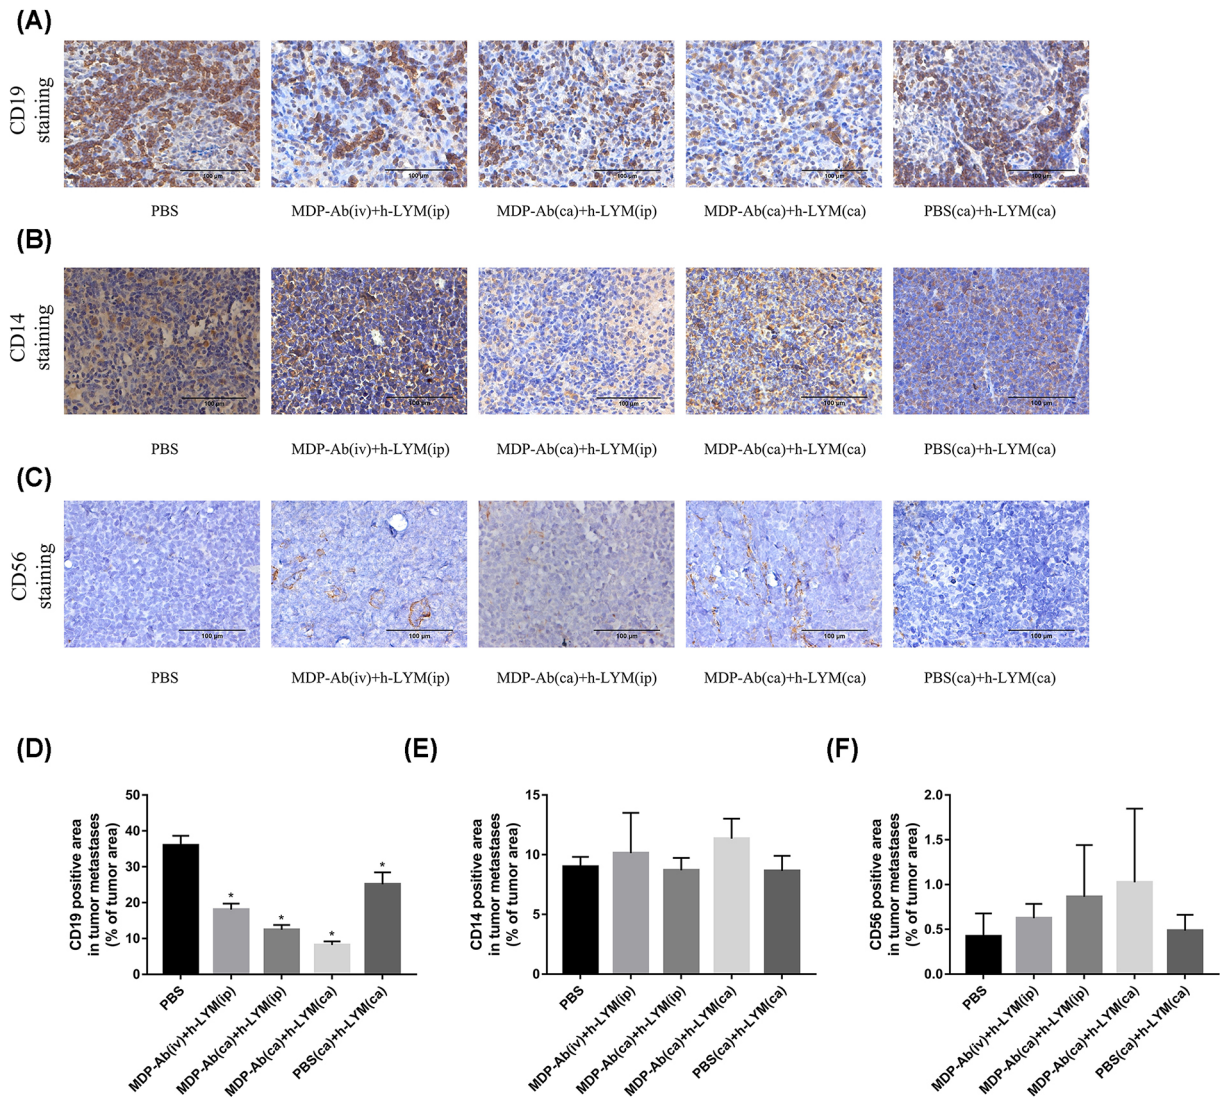 (A)
CD19
staining
100 μm
100 μm
100 μm
100 μm
100 μm
PBS
MDP-Ab(iv)+h-LYM(ip)
MDP-Ab(ca)+h-LYM(ip)
MDP-Ab(ca)+h-LYM(ca)
PBS(ca)+h-LYM(ca)
(B)
CD14
staining
100 μm
100 μm
100 μm
100 μm
100 μm
PBS
MDP-Ab(iv)+h-LYM(ip)
MDP-Ab(ca)+h-LYM(ip)
MDP-Ab(ca)+h-LYM(ca)
PBS(ca)+h-LYM(ca)
(C)
CD56
staining
100 μm
100 μm
100 μm
100 μm
100 μm
PBS
MDP-Ab(iv)+h-LYM(ip)
MDP-Ab(ca)+h-LYM(ip)
MDP-Ab(ca)+h-LYM(ca)
PBS(ca)+h-LYM(ca)
(D)
CD19 positive area
in tumor metastases
(% of tumor area)
50
40
30
20
10
0
*
*
*
*
PBS
MDP-Ab(iv)+h-LYM(ip)
MDP-Ab(ca)+h-LYM(ip)
MDP-Ab(ca)+h-LYM(ca)
PBS(ca)+h-LYM(ca)
(E)
CD14 positive area
in tumor metastases
(% of tumor area)
15
10
5
0
PBS
MDP-Ab(iv)+h-LYM(ip)
MDP-Ab(ca)+h-LYM(ip)
MDP-Ab(ca)+h-LYM(ca)
PBS(ca)+h-LYM(ca)
(F)
CD56 positive area
in tumor metastases
(% of tumor area)
2.0
1.5
1.0
0.5
0.0
PBS
MDP-Ab(iv)+h-LYM(ip)
MDP-Ab(ca)+h-LYM(ip)
MDP-Ab(ca)+h-LYM(ca)
PBS(ca)+h-LYM(ca)